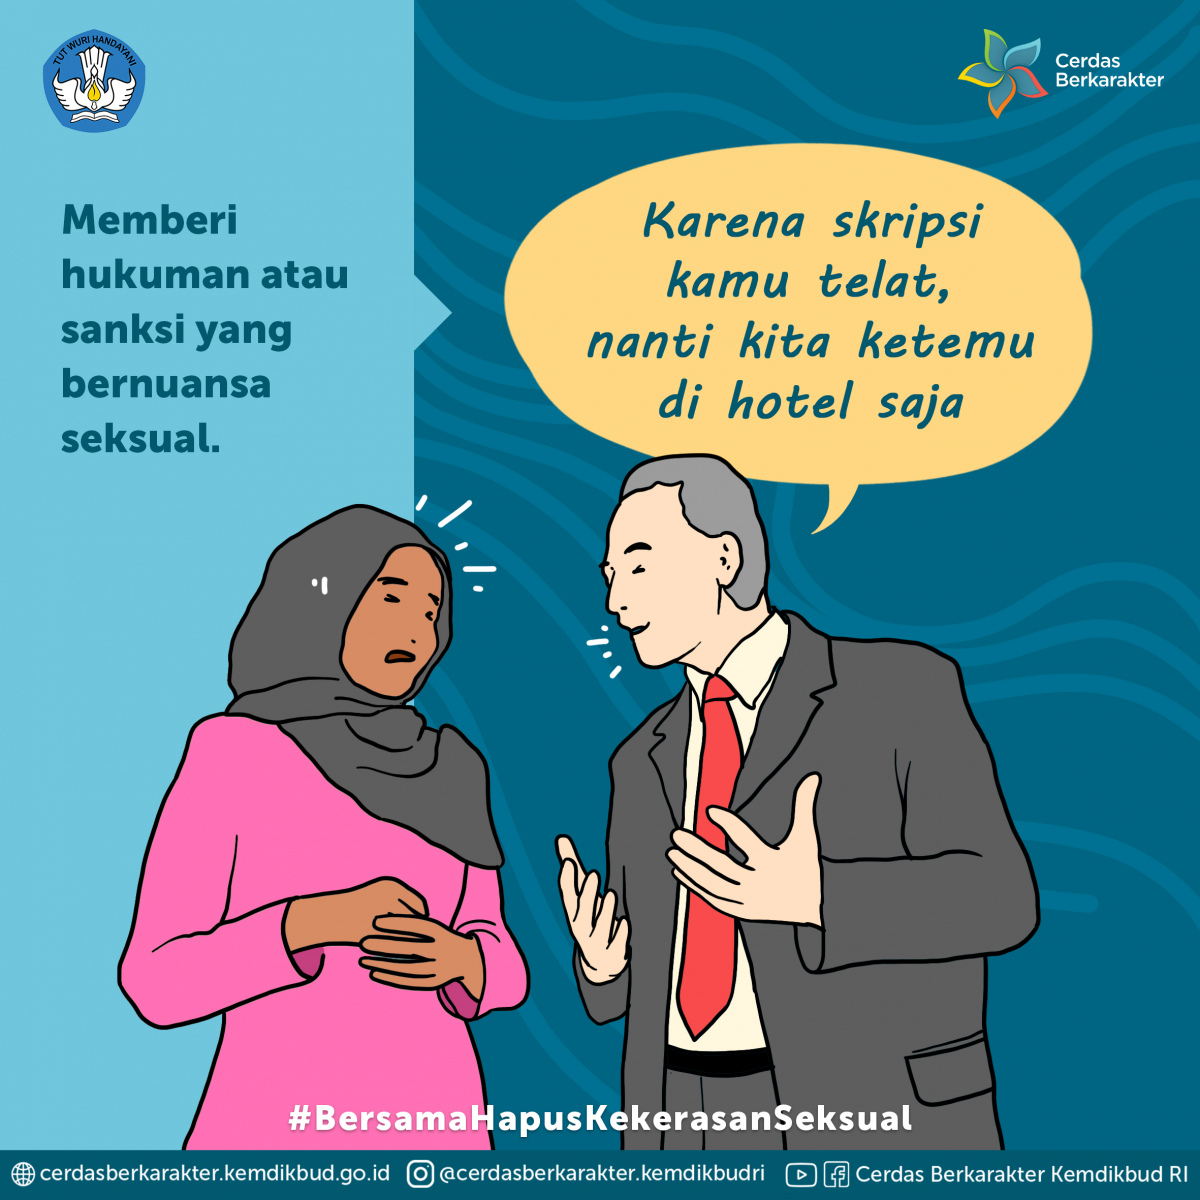 TUT WURI HANDAYANI
Cerdas
Berkarakter
Memberi
hukuman atau
sanksi yang
bernuansa
seksual.
Karena skripsi
kamu telat,
nanti kita ketemu
di hotel saja
#BersamaHapusKekerasanSeksual
cerdasberkarakter.kemdikbud.go.id @cerdasberkarakter.kemdikbudri Cerdas Berkarakter Kemdikbud RI